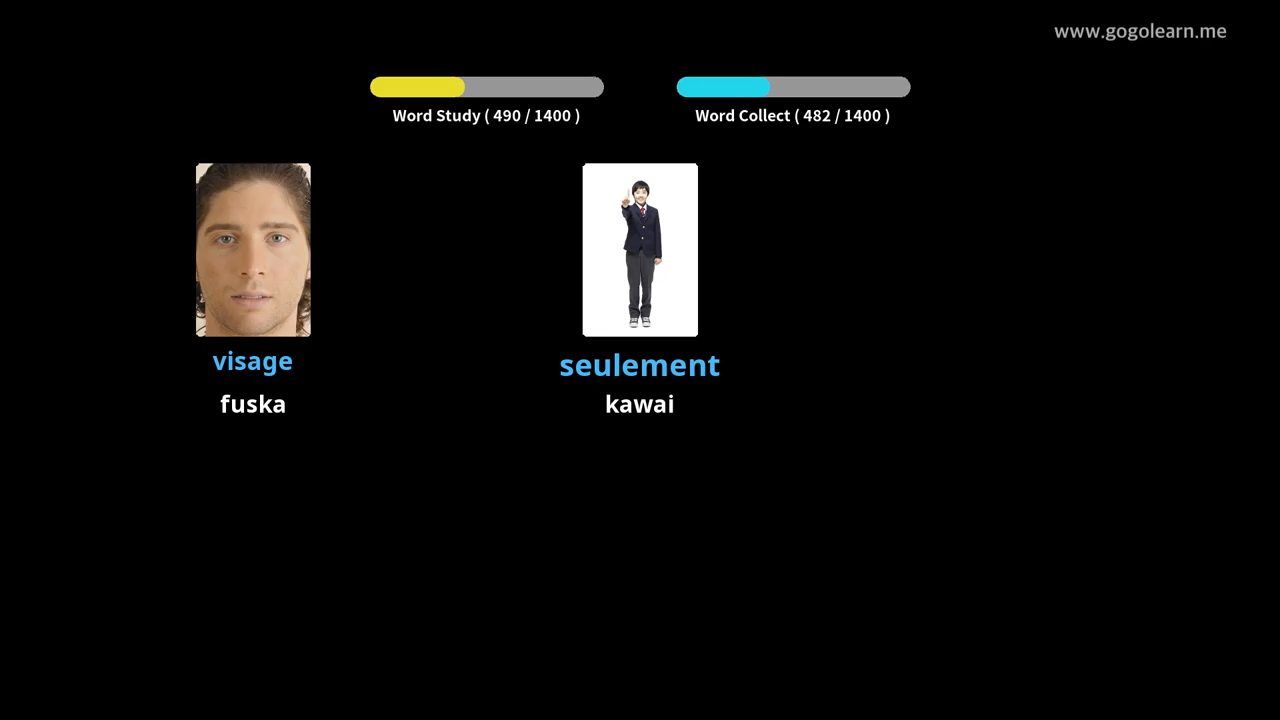 www.gogolearn.me
Word Study ( 490 / 1400 )
Word Collect ( 482 / 1400 )
visage
fuska
seulement
kawai